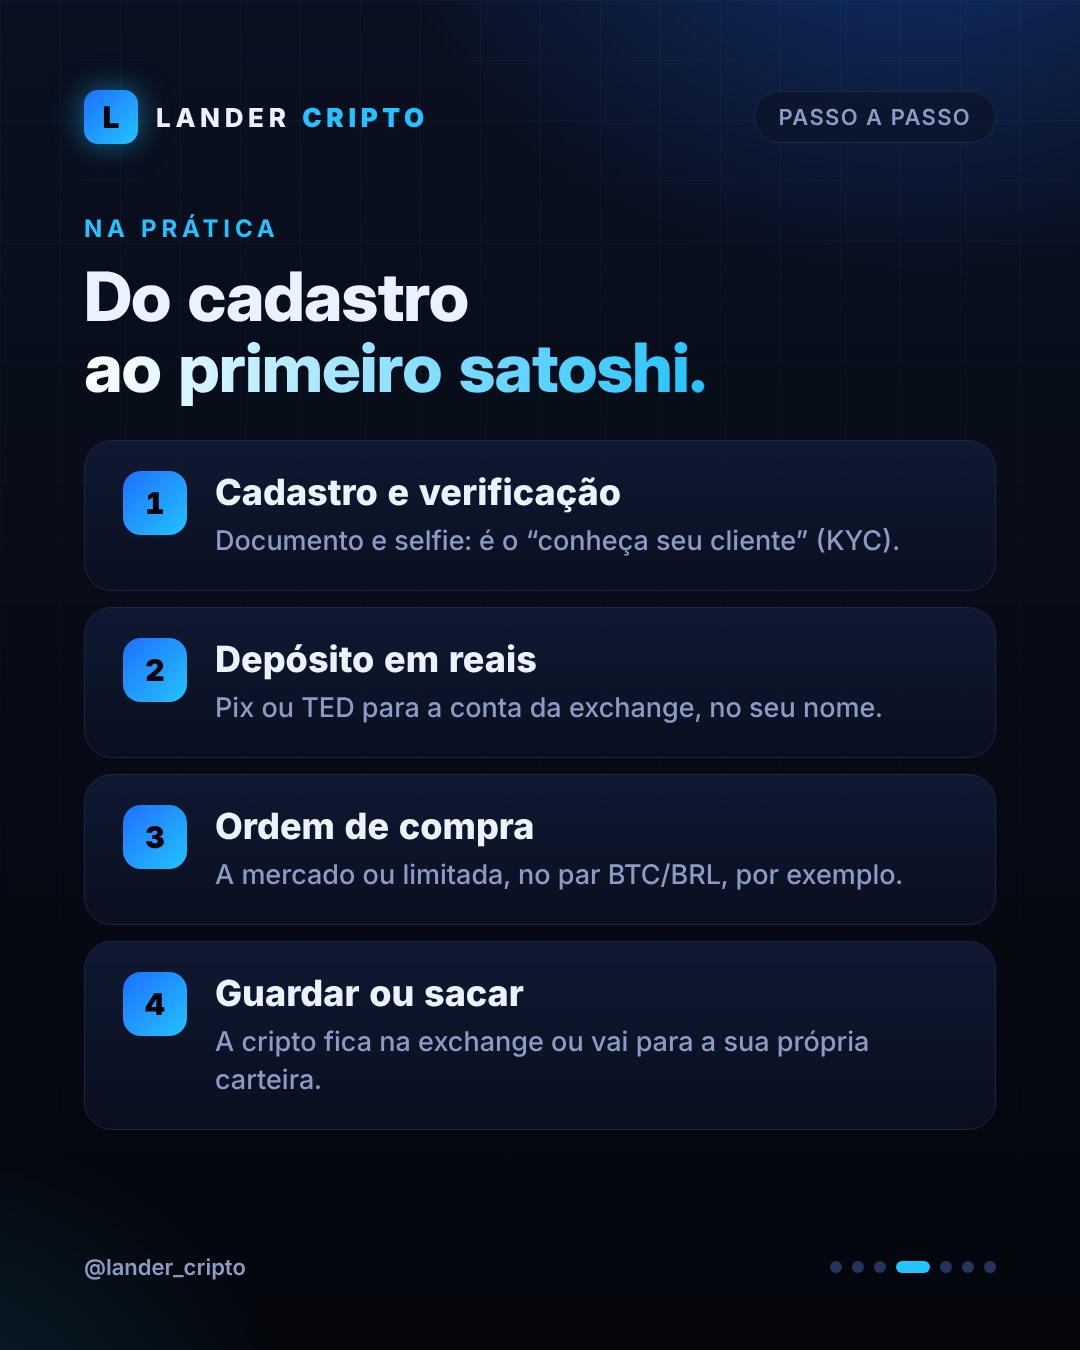 L LANDER CRIPTO
PASSO A PASSO
NA PRÁTICA
Do cadastro
ao primeiro satoshi.
1 Cadastro e verificação
Documento e selfie: é o “conheça seu cliente” (KYC).
2 Depósito em reais
Pix ou TED para a conta da exchange, no seu nome.
3 Ordem de compra
A mercado ou limitada, no par BTC/BRL, por exemplo.
4 Guardar ou sacar
A cripto fica na exchange ou vai para a sua própria
carteira.
@lander_cripto